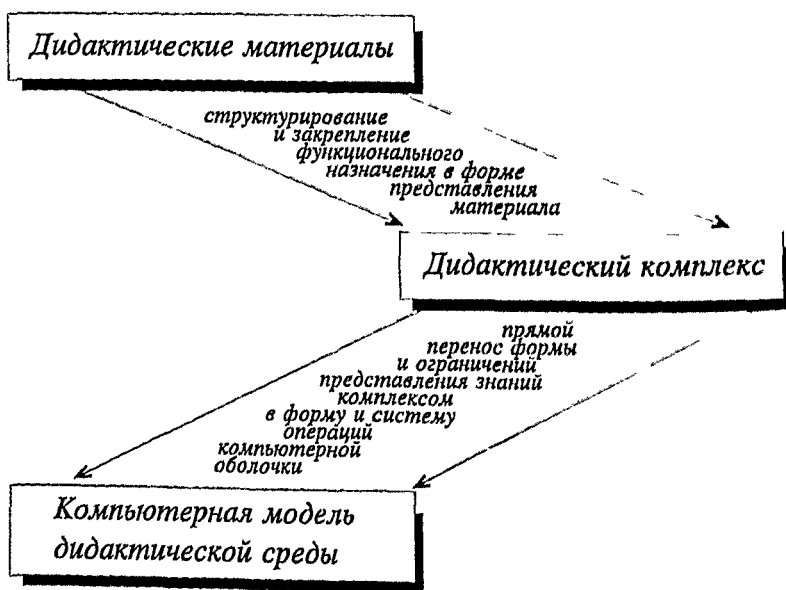 Дидактические материалы
структурирование
и закрепление
функционального
назначения в форме
представления
материала
Дидактический комплекс
прямой
перенос формы
и ограничений
представления знаний
комплексом
в форму и систему
операций
компьютерной
оболочки
Компьютерная модель
дидактической среды